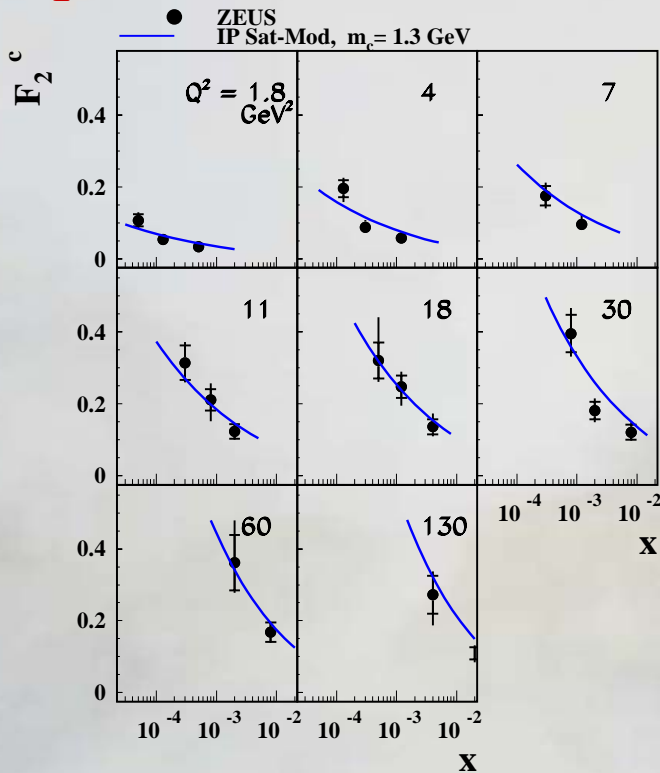 ZEUS
IP Sat-Mod, m_c= 1.3 GeV
F₂ᶜ
Q² = 1.8 GeV²
4
7
0.4
0.2
0
11
18
30
0.4
0.2
0
10⁻⁴ 10⁻³ 10⁻²
x
60
130
0.4
0.2
0
10⁻⁴ 10⁻³ 10⁻² 10⁻⁴ 10⁻³ 10⁻²
x